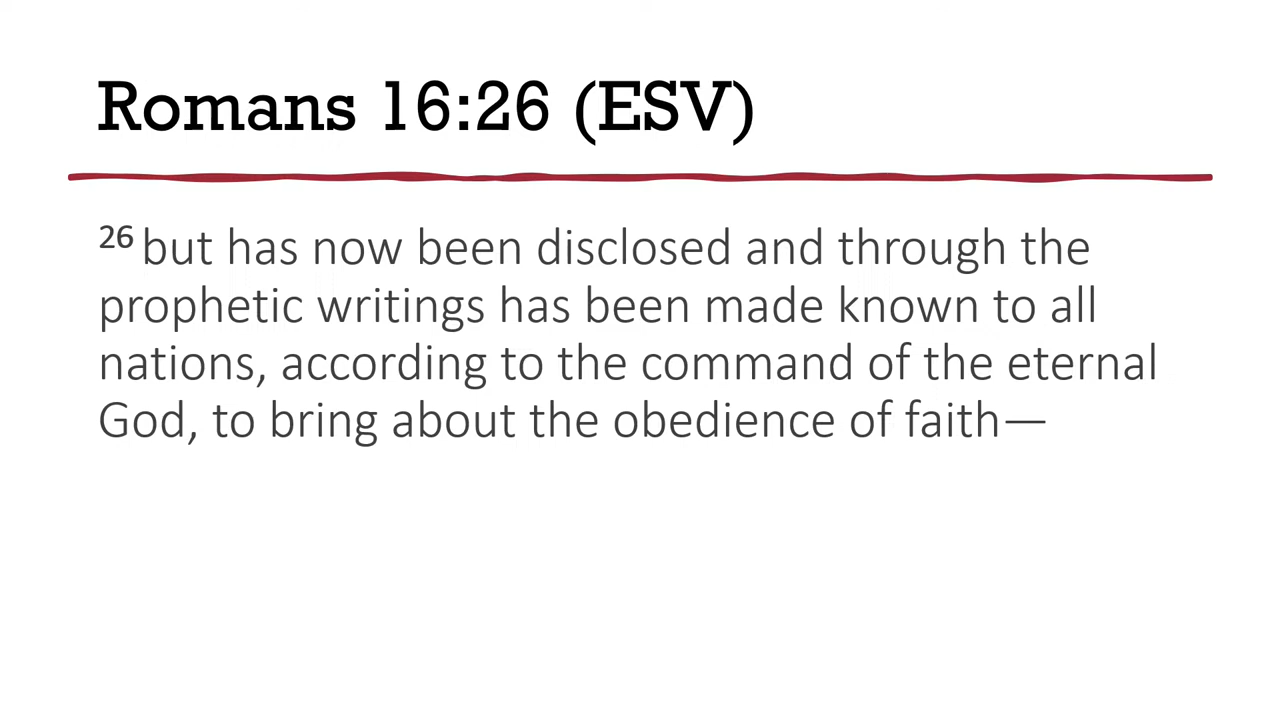 Romans 16:26 (ESV)
26 but has now been disclosed and through the
prophetic writings has been made known to all
nations, according to the command of the eternal
God, to bring about the obedience of faith—